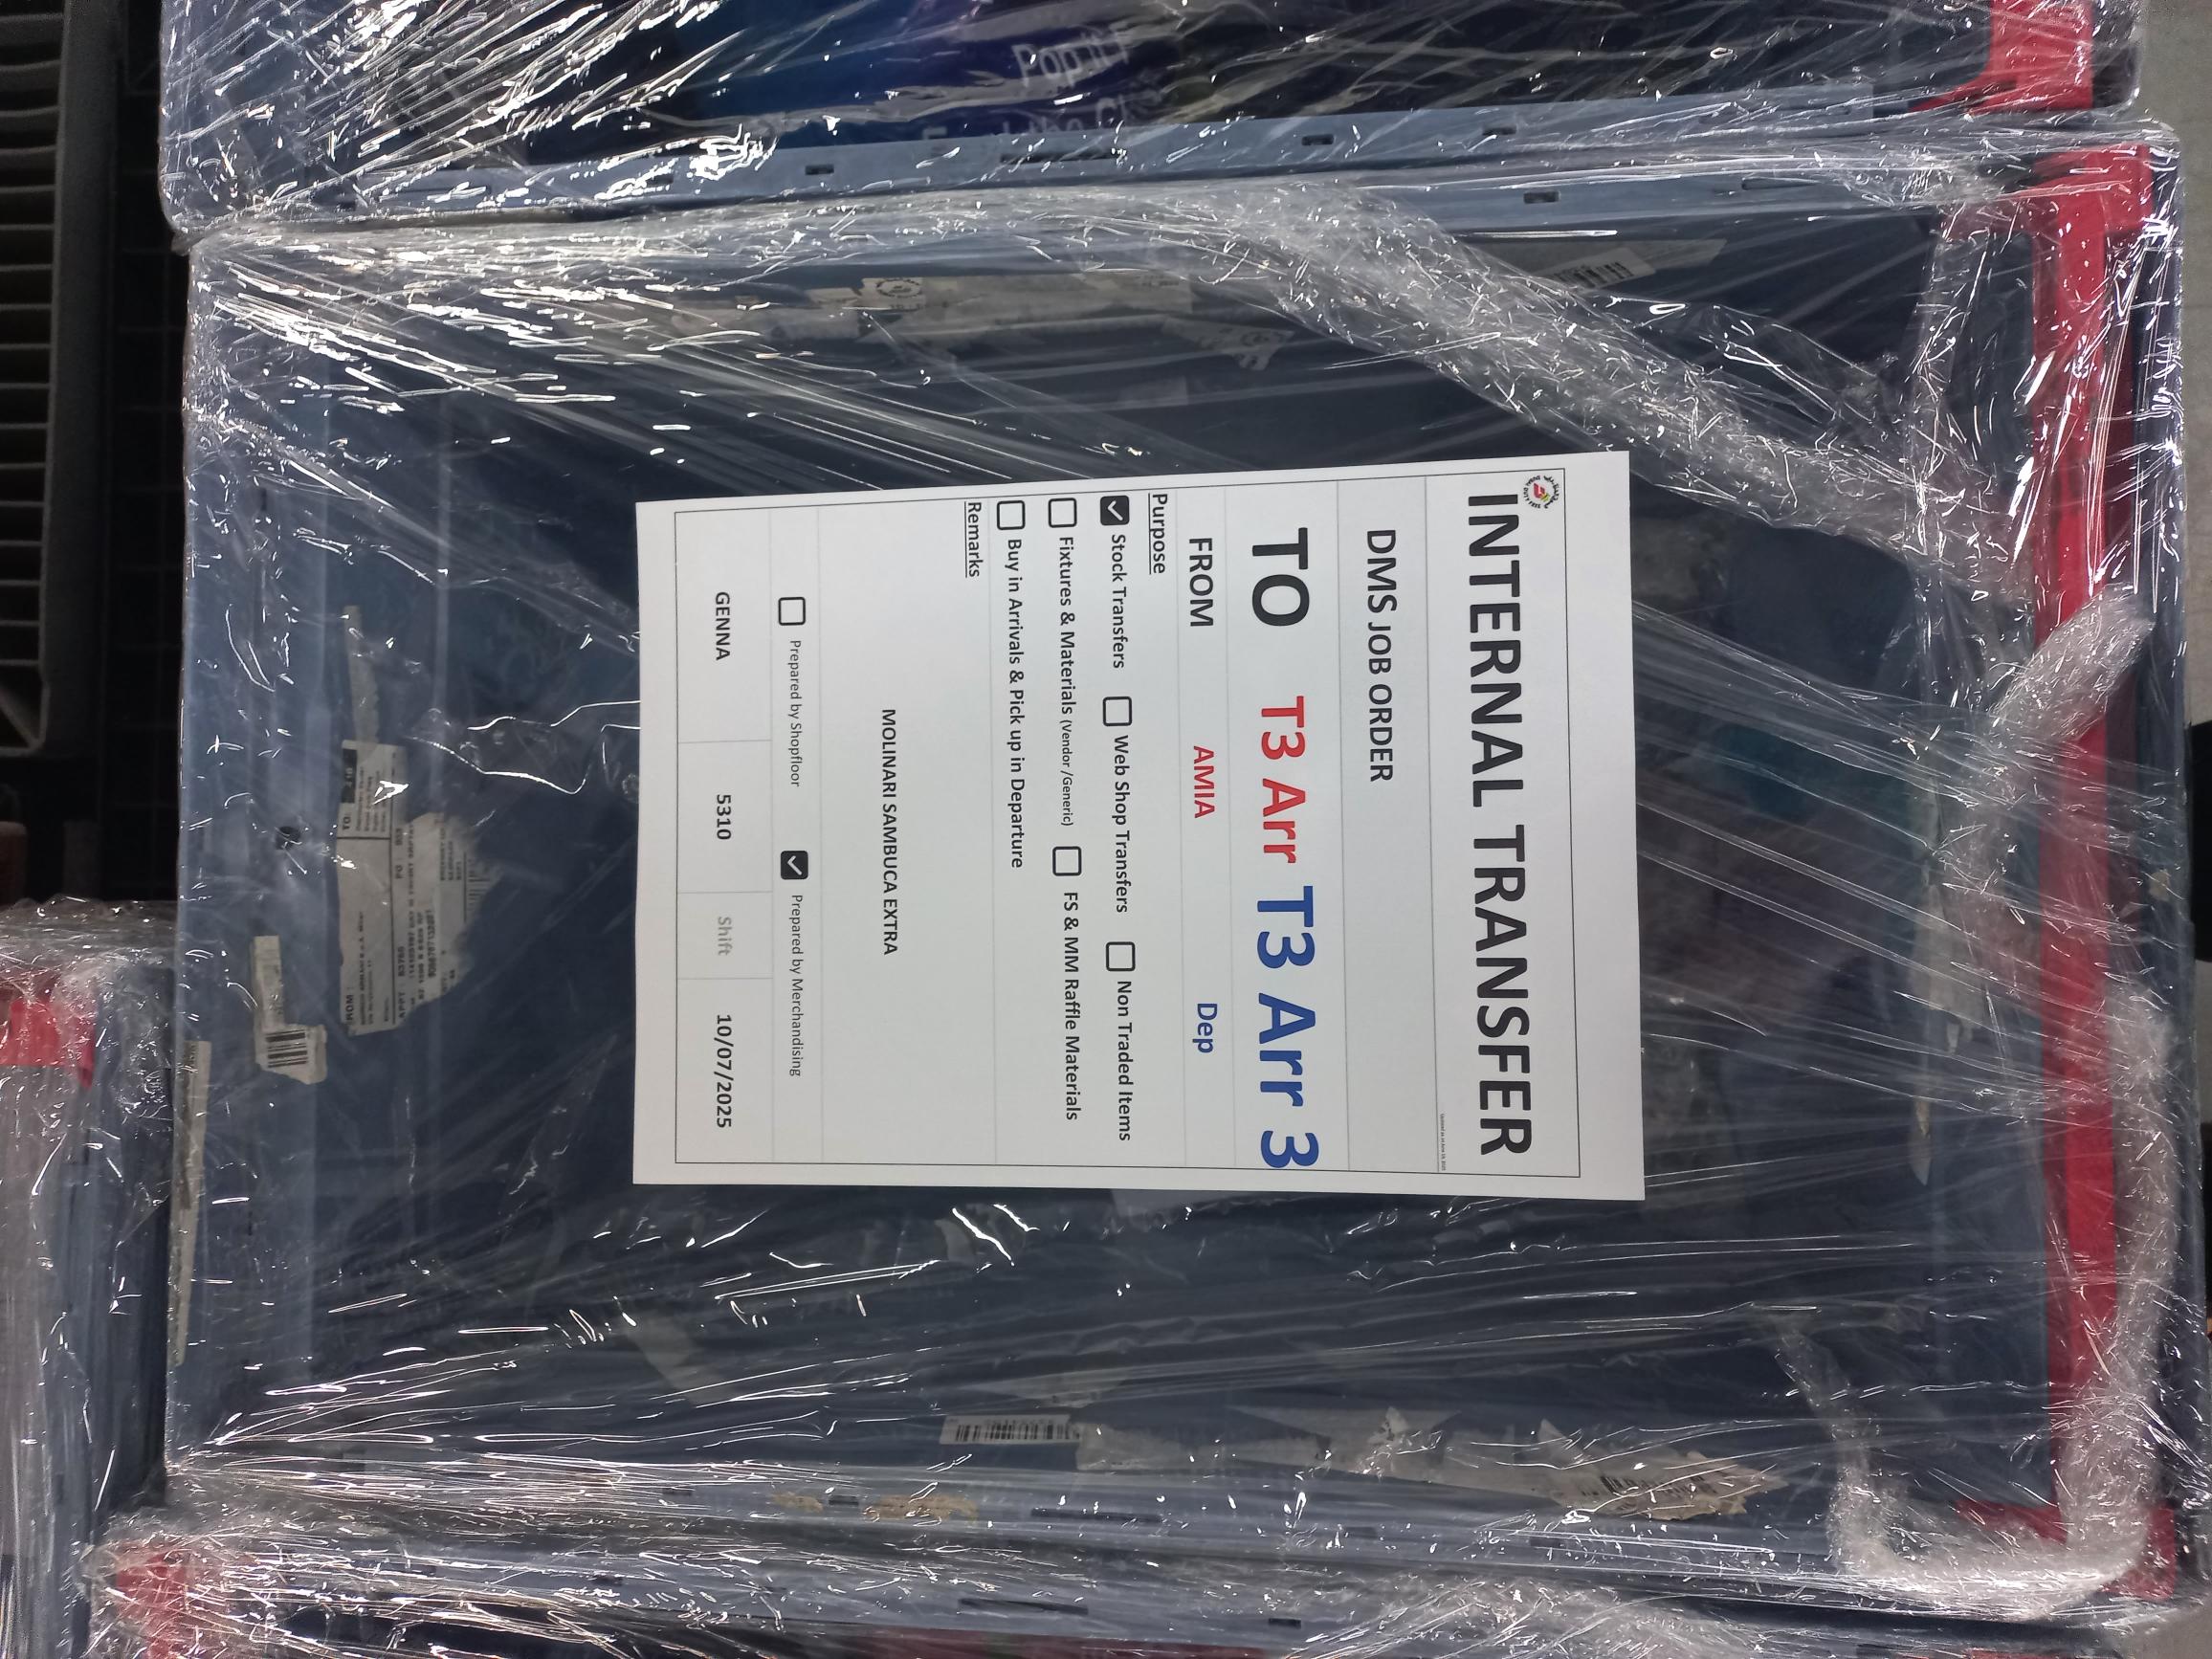 Pop it!
INTERNAL TRANSFER
DMS JOB ORDER
TO T3 Arr T3 Arr 3
FROM AMIA Dep
Purpose
Stock Transfers Web Shop Transfers Non Traded Items
Fixtures & Materials (Vendor /Generic) FS & MM Raffle Materials
Buy in Arrivals & Pick up in Departure
Remarks
MOLINARI SAMBUCA EXTRA
Prepared by Shopfloor Prepared by Merchandising
GENNA 5310 Shift 10/07/2025